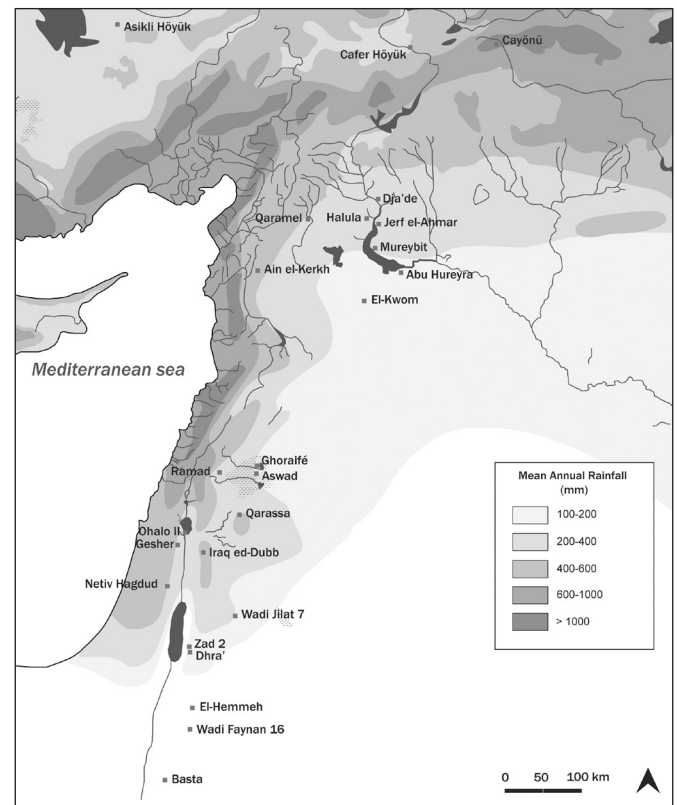 Asikli Höyük
Cafer Höyük
Cayönü
Dja'de
Qaramel
Halula
Jerf el-Ahmar
Mureybit
Ain el-Kerkh
Abu Hureyra
El-Kwom
Mediterranean sea
Ghoraifé
Ramad
Aswad
Qarassa
Ohalo II
Gesher
Iraq ed-Dubb
Netiv Hagdud
Wadi Jilat 7
Zad 2
Dhra'
El-Hemmeh
Wadi Faynan 16
Basta
Mean Annual Rainfall
(mm)
100-200
200-400
400-600
600-1000
> 1000
0 50 100 km